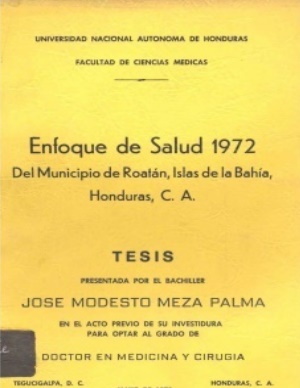 UNIVERSIDAD NACIONAL AUTONOMA DE HONDURAS
FACULTAD DE CIENCIAS MEDICAS
Enfoque de Salud 1972
Del Municipio de Roatán, Islas de la Bahía,
Honduras, C. A.
TESIS
PRESENTADA POR EL BACHILLER
JOSE MODESTO MEZA PALMA
EN EL ACTO PREVIO DE SU INVESTIDURA
PARA OPTAR AL GRADO DE
DOCTOR EN MEDICINA Y CIRUGIA
TEGUCIGALPA, D. C. HONDURAS, C. A.